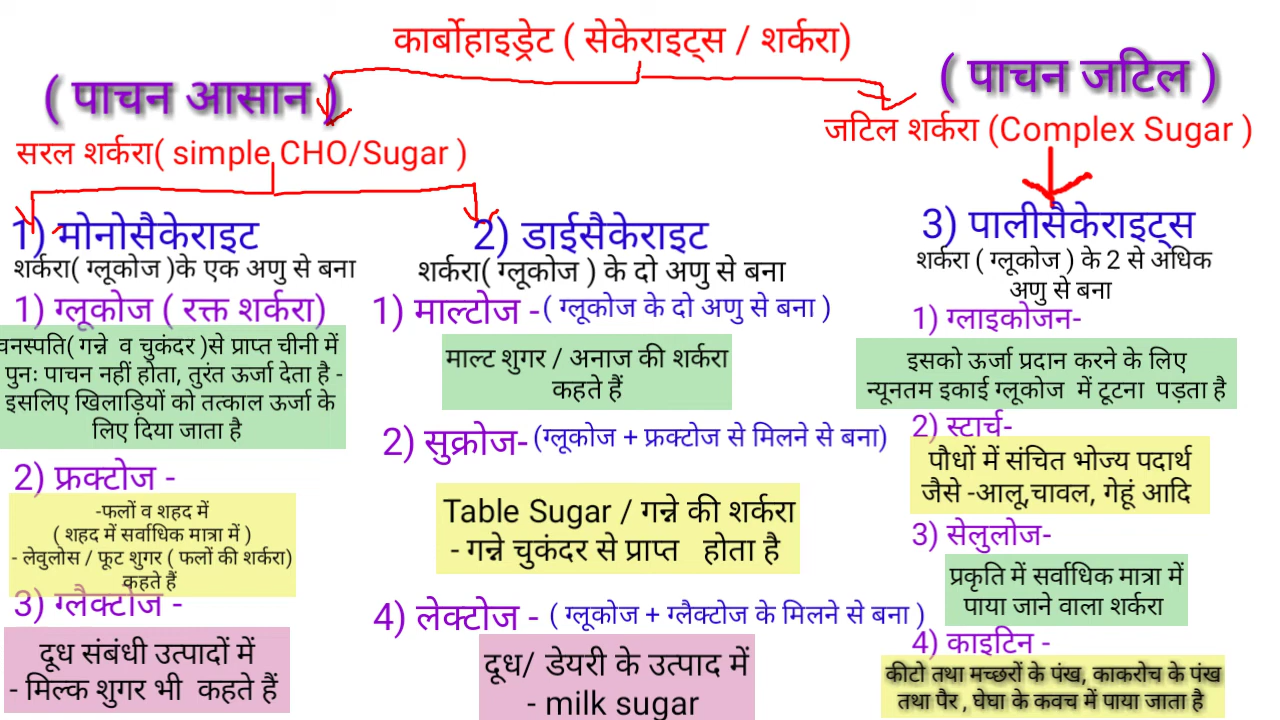 कार्बोहाइड्रेट ( सेकेराइट्स / शर्करा)
( पाचन आसान )
सरल शर्करा( simple CHO/Sugar )
1) मोनोसैकेराइट
शर्करा( ग्लूकोज )के एक अणु से बना
1) ग्लूकोज ( रक्त शर्करा)
वनस्पति( गन्ने व चुकंदर )से प्राप्त चीनी में
पुनः पाचन नहीं होता, तुरंत ऊर्जा देता है -
इसलिए खिलाड़ियों को तत्काल ऊर्जा के
लिए दिया जाता है
2) फ्रक्टोज -
-फलों व शहद में
( शहद में सर्वाधिक मात्रा में )
- लेवुलोस / फूट शुगर ( फलों की शर्करा)
कहते हैं
3) ग्लैक्टोज -
दूध संबंधी उत्पादों में
- मिल्क शुगर भी कहते हैं
2) डाईसैकेराइट
शर्करा( ग्लूकोज ) के दो अणु से बना
1) माल्टोज -( ग्लूकोज के दो अणु से बना )
माल्ट शुगर / अनाज की शर्करा
कहते हैं
2) सुक्रोज- (ग्लूकोज + फ्रक्टोज से मिलने से बना)
Table Sugar / गन्ने की शर्करा
- गन्ने चुकंदर से प्राप्त होता है
4) लेक्टोज - ( ग्लूकोज + ग्लैक्टोज के मिलने से बना )
दूध/ डेयरी के उत्पाद में
- milk sugar
( पाचन जटिल )
जटिल शर्करा (Complex Sugar )
3) पालीसैकेराइट्स
शर्करा ( ग्लूकोज ) के 2 से अधिक
अणु से बना
1) ग्लाइकोजन-
इसको ऊर्जा प्रदान करने के लिए
न्यूनतम इकाई ग्लूकोज में टूटना पड़ता है
2) स्टार्च-
पौधों में संचित भोज्य पदार्थ
जैसे -आलू,चावल, गेहूं आदि
3) सेलुलोज-
प्रकृति में सर्वाधिक मात्रा में
पाया जाने वाला शर्करा
4) काइटिन -
कीटो तथा मच्छरों के पंख, काकरोच के पंख
तथा पैर , घेघा के कवच में पाया जाता है